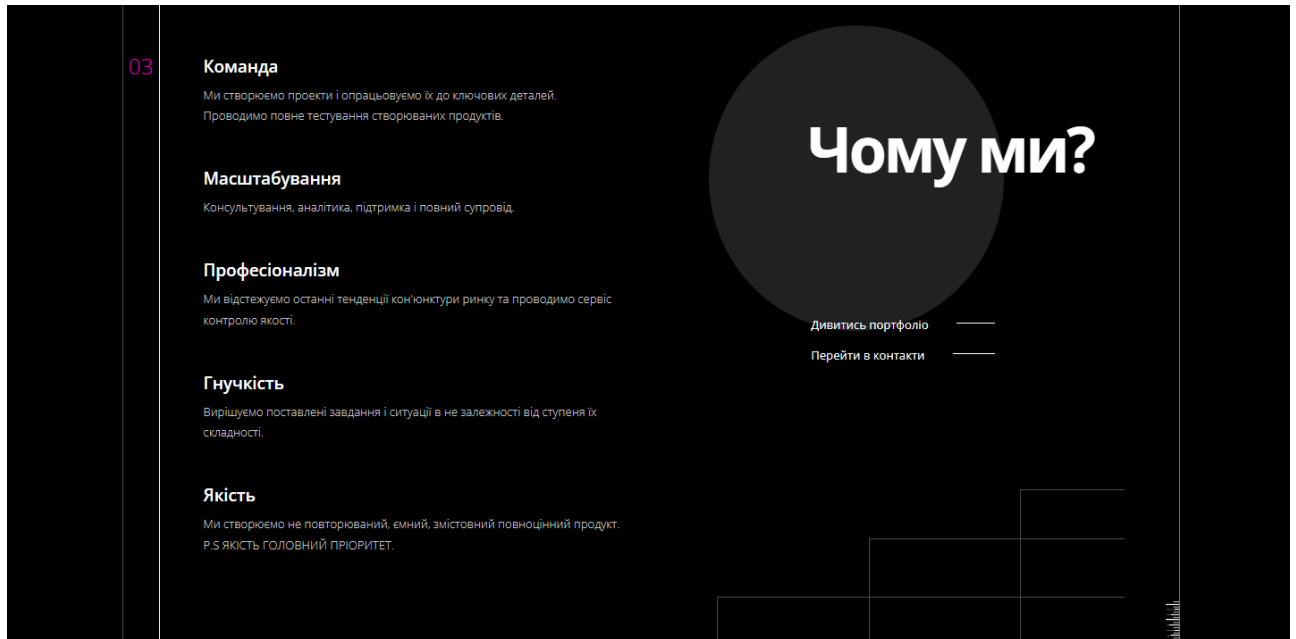 03
Команда
Ми створюємо проекти і опрацьовуємо їх до ключових деталей.
Проводимо повне тестування створюваних продуктів.
Масштабування
Консультування, аналітика, підтримка і повний супровід.
Професіоналізм
Ми відстежуємо останні тенденції кон'юнктури ринку та проводимо сервіс
контролю якості.
Гнучкість
Вирішуємо поставлені завдання і ситуації в не залежності від ступеня їх
складності.
Якість
Ми створюємо не повторюваний, ємний, змістовний повноцінний продукт.
P.S ЯКІСТЬ ГОЛОВНИЙ ПРІОРИТЕТ.
Чому ми?
Дивитись портфоліо
Перейти в контакти